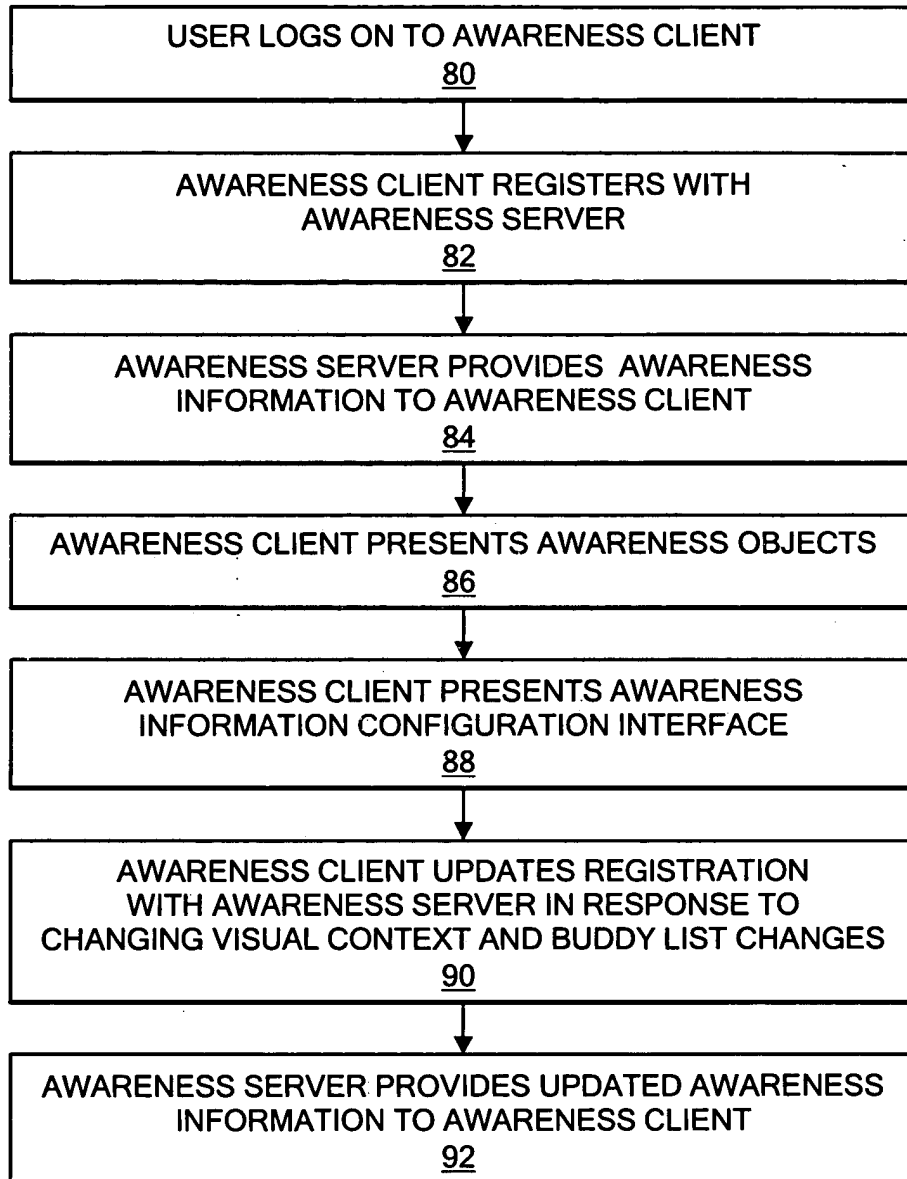 USER LOGS ON TO AWARENESS CLIENT
80
AWARENESS CLIENT REGISTERS WITH
AWARENESS SERVER
82
AWARENESS SERVER PROVIDES AWARENESS
INFORMATION TO AWARENESS CLIENT
84
AWARENESS CLIENT PRESENTS AWARENESS OBJECTS
86
AWARENESS CLIENT PRESENTS AWARENESS
INFORMATION CONFIGURATION INTERFACE
88
AWARENESS CLIENT UPDATES REGISTRATION
WITH AWARENESS SERVER IN RESPONSE TO
CHANGING VISUAL CONTEXT AND BUDDY LIST CHANGES
90
AWARENESS SERVER PROVIDES UPDATED AWARENESS
INFORMATION TO AWARENESS CLIENT
92